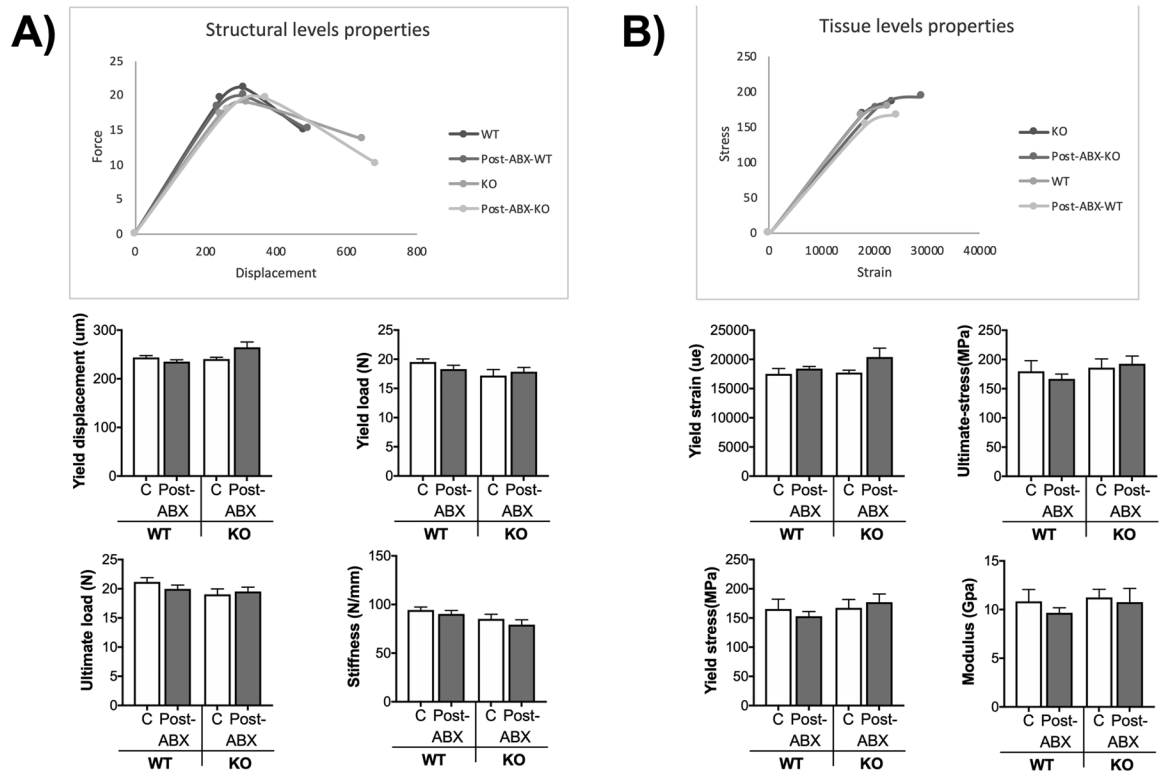 A)
Structural levels properties
25
20
15
10
5
0
Force
0 200 400 600 800
Displacement
WT
Post-ABX-WT
KO
Post-ABX-KO
Yield displacement (um)
300
200
100
0
C Post-
ABX
C Post-
ABX
WT KO
Yield load (N)
25
20
15
10
5
0
C Post-
ABX
C Post-
ABX
WT KO
Ultimate load (N)
25
20
15
10
5
0
C Post-
ABX
C Post-
ABX
WT KO
Stiffness (N/mm)
150
100
50
0
C Post-
ABX
C Post-
ABX
WT KO
B)
Tissue levels properties
250
200
150
100
50
0
Stress
0 10000 20000 30000 40000
Strain
KO
Post-ABX-KO
WT
Post-ABX-WT
Yield strain (ue)
25000
20000
15000
10000
5000
0
C Post-
ABX
C Post-
ABX
WT KO
Ultimate-stress(MPa)
250
200
150
100
50
0
C Post-
ABX
C Post-
ABX
WT KO
Yield stress(MPa)
250
200
150
100
50
0
C Post-
ABX
C Post-
ABX
WT KO
Modulus (Gpa)
15
10
5
0
C Post-
ABX
C Post-
ABX
WT KO